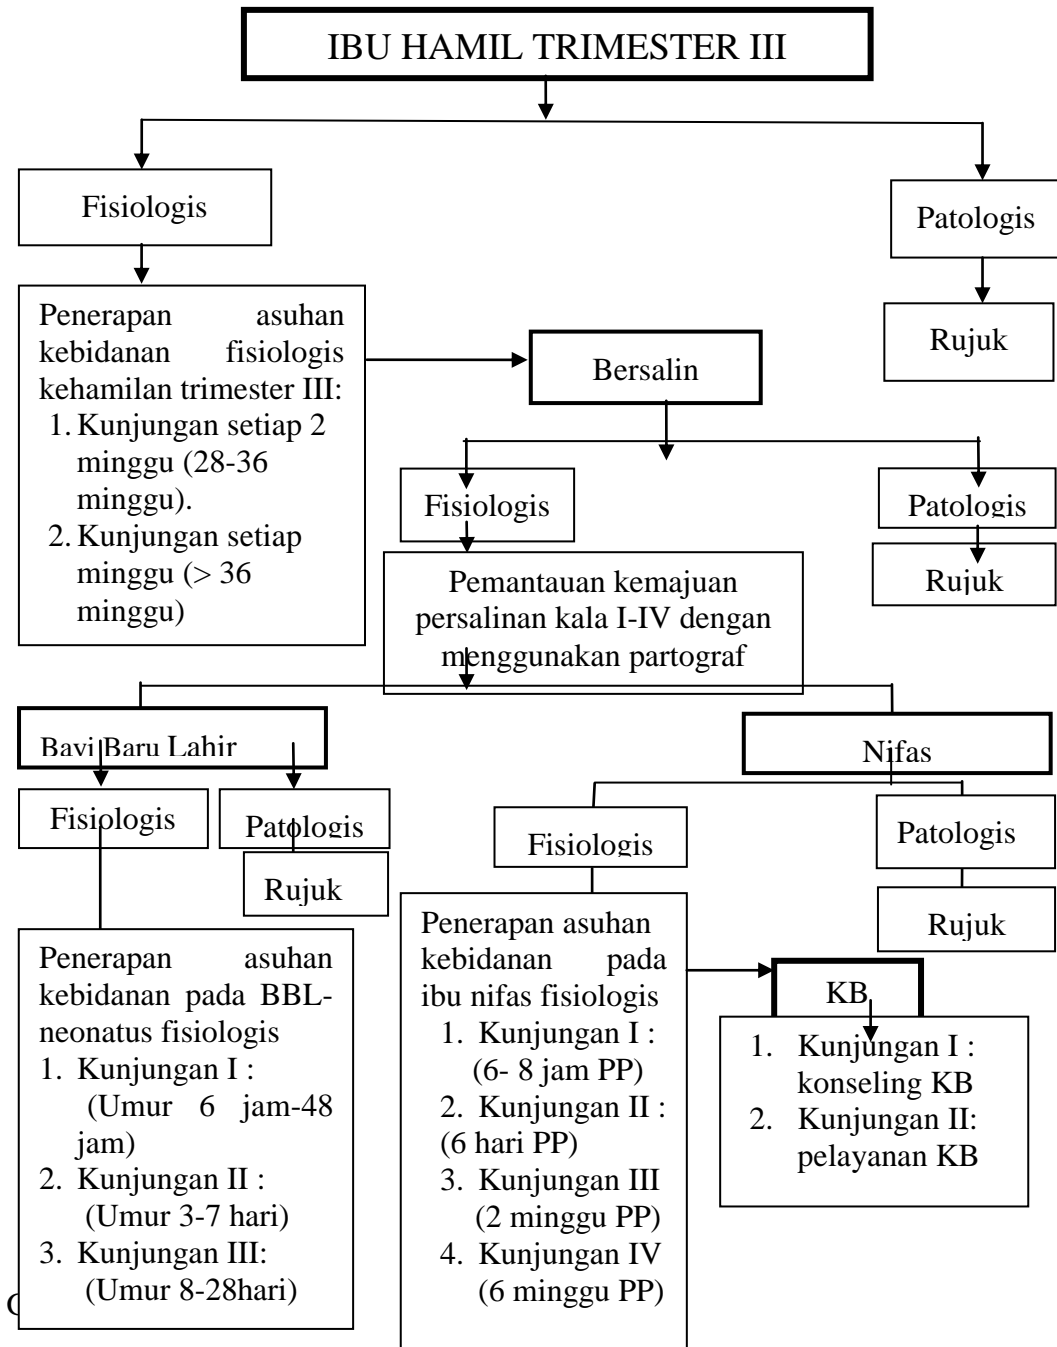 IBU HAMIL TRIMESTER III
Fisiologis
Patologis
Penerapan asuhan
kebidanan fisiologis
kehamilan trimester III:
1. Kunjungan setiap 2
minggu (28-36
minggu).
2. Kunjungan setiap
minggu (> 36
minggu)
Rujuk
Bersalin
Fisiologis
Patologis
Rujuk
Pemantauan kemajuan
persalinan kala I-IV dengan
menggunakan partograf
Bayi Baru Lahir
Nifas
Fisiologis
Patologis
Rujuk
Fisiologis
Patologis
Rujuk
Penerapan asuhan
kebidanan pada BBL-
neonatus fisiologis
1. Kunjungan I :
(Umur 6 jam-48
jam)
2. Kunjungan II :
(Umur 3-7 hari)
3. Kunjungan III:
(Umur 8-28hari)
Penerapan asuhan
kebidanan pada
ibu nifas fisiologis
1. Kunjungan I :
(6- 8 jam PP)
2. Kunjungan II :
(6 hari PP)
3. Kunjungan III
(2 minggu PP)
4. Kunjungan IV
(6 minggu PP)
KB
1. Kunjungan I :
konseling KB
2. Kunjungan II:
pelayanan KB